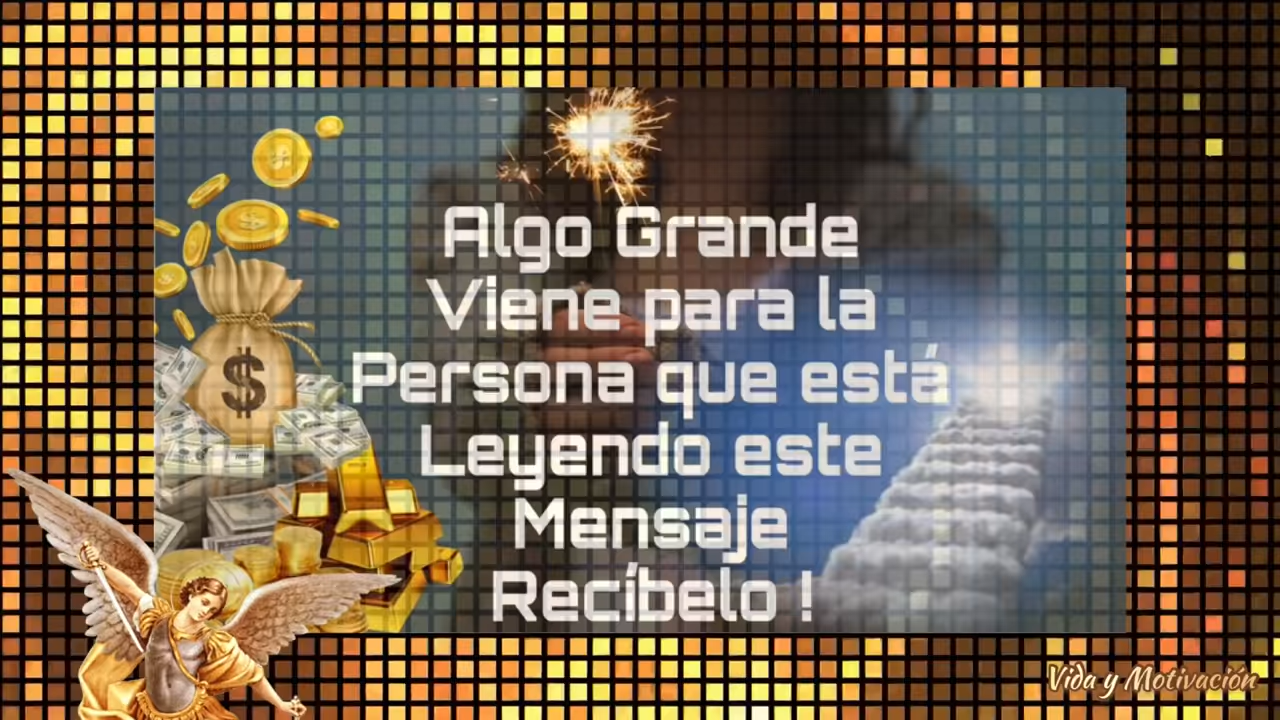 Algo Grande
Viene para la
Persona que está
Leyendo este
Mensaje
Recíbelo !
$
Vida y Motivación